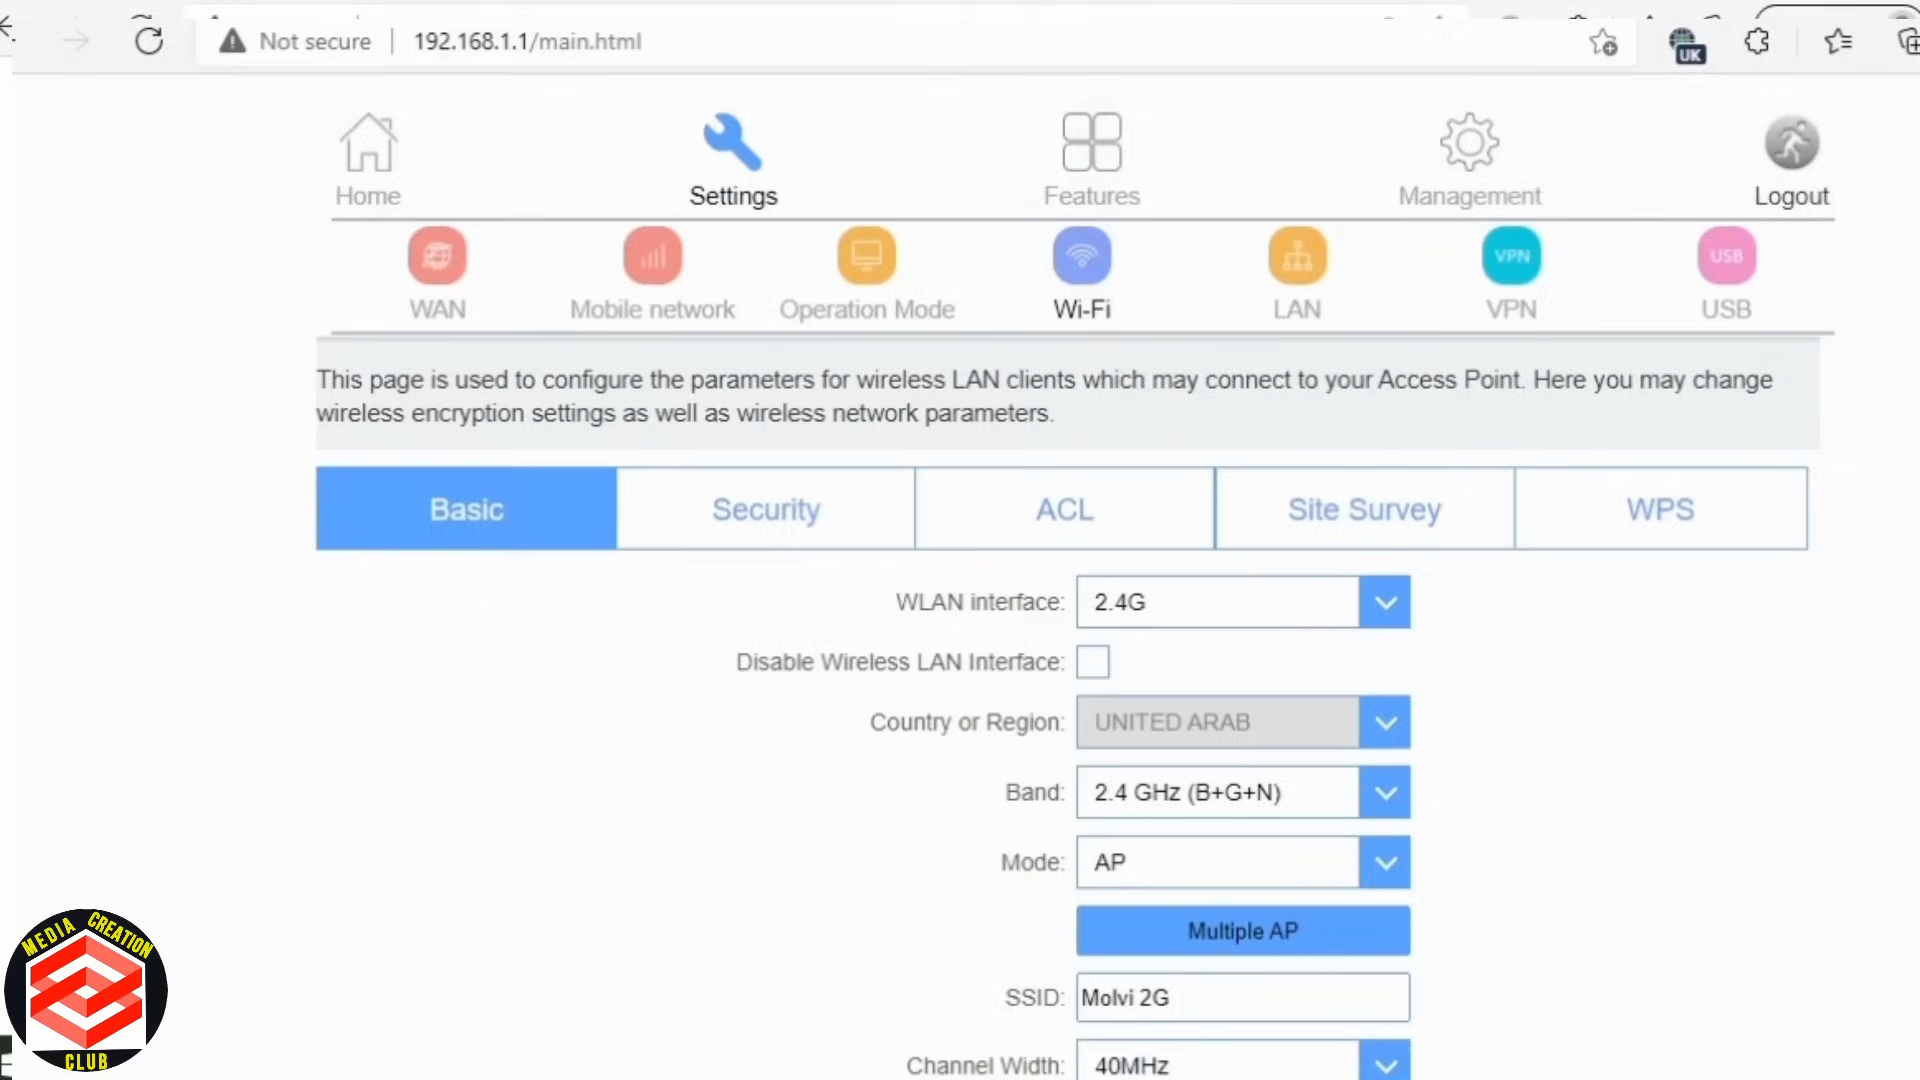 Not secure 192.168.1.1/main.html
UK
Home Settings Features Management Logout
VPN USB
WAN Mobile network Operation Mode Wi-Fi LAN VPN USB
This page is used to configure the parameters for wireless LAN clients which may connect to your Access Point. Here you may change
wireless encryption settings as well as wireless network parameters.
Basic Security ACL Site Survey WPS
WLAN interface: 2.4G
Disable Wireless LAN Interface:
Country or Region: UNITED ARAB
Band: 2.4 GHz (B+G+N)
Mode: AP
Multiple AP
SSID: Molvi 2G
Channel Width: 40MHz
MEDIA CREATION
CLUB